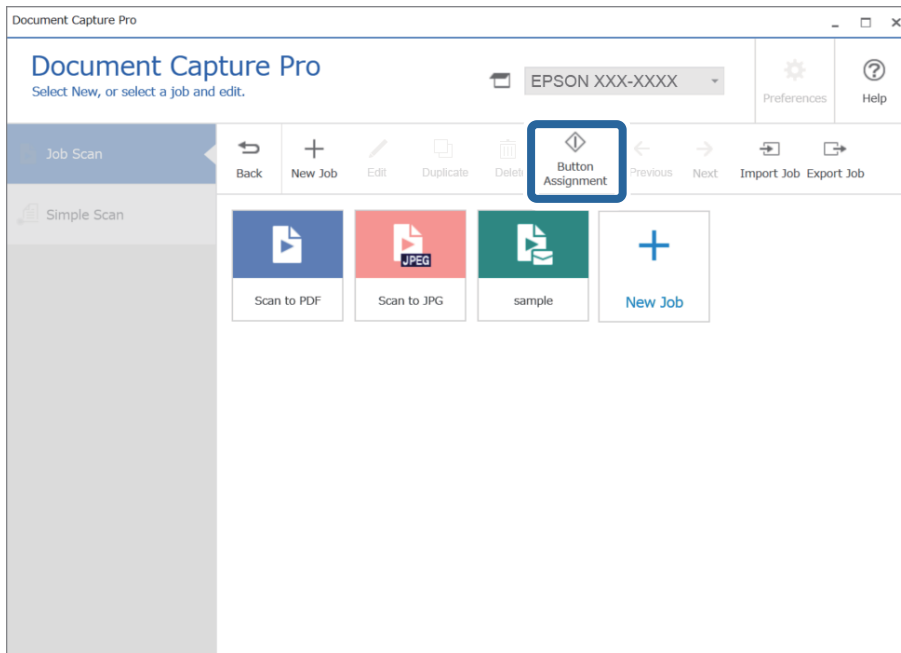 Document Capture Pro
Document Capture Pro
Select New, or select a job and edit.
EPSON XXX-XXXX
Preferences
Help
Job Scan
Simple Scan
Back
New Job
Edit
Duplicate
Delet
Button
Assignment
Previous
Next
Import Job
Export Job
Scan to PDF
JPEG
Scan to JPG
sample
New Job